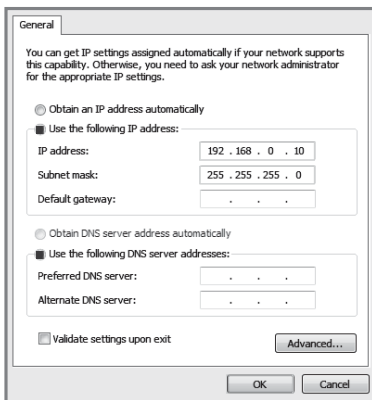 General
You can get IP settings assigned automatically if your network supports
this capability. Otherwise, you need to ask your network administrator
for the appropriate IP settings.
Obtain an IP address automatically
Use the following IP address:
IP address: 192 . 168 . 0 . 10
Subnet mask: 255 . 255 . 255 . 0
Default gateway: . . .
Obtain DNS server address automatically
Use the following DNS server addresses:
Preferred DNS server: . . .
Alternate DNS server: . . .
Validate settings upon exit
Advanced...
OK Cancel